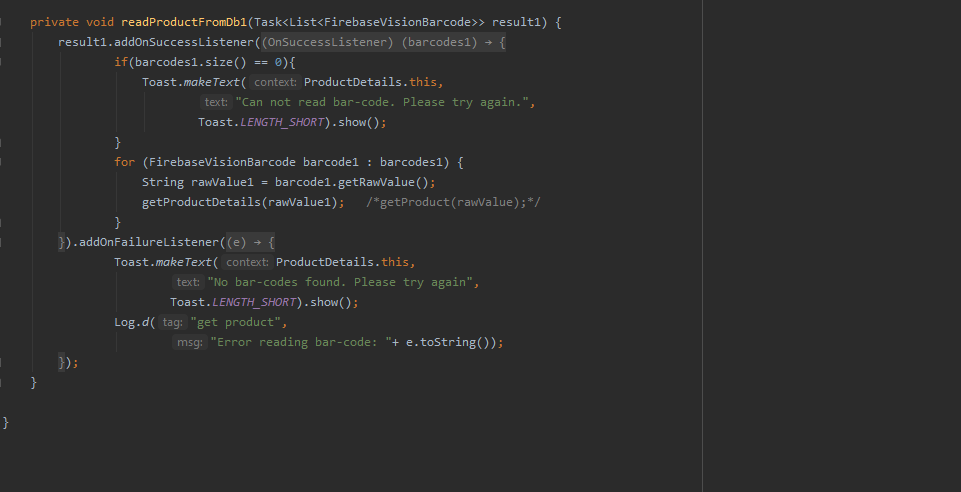 private void readProductFromDb1(Task<List<FirebaseVisionBarcode>> result1) {
result1.addOnSuccessListener((OnSuccessListener) (barcodes1) → {
if(barcodes1.size() == 0){
Toast.makeText( context: ProductDetails.this,
text: "Can not read bar-code. Please try again.",
Toast.LENGTH_SHORT).show();
}
for (FirebaseVisionBarcode barcode1 : barcodes1) {
String rawValue1 = barcode1.getRawValue();
getProductDetails(rawValue1); /*getProduct(rawValue);*/
}
}).addOnFailureListener((e) → {
Toast.makeText( context: ProductDetails.this,
text: "No bar-codes found. Please try again",
Toast.LENGTH_SHORT).show();
Log.d( tag: "get product",
msg: "Error reading bar-code: "+ e.toString());
});
}
}